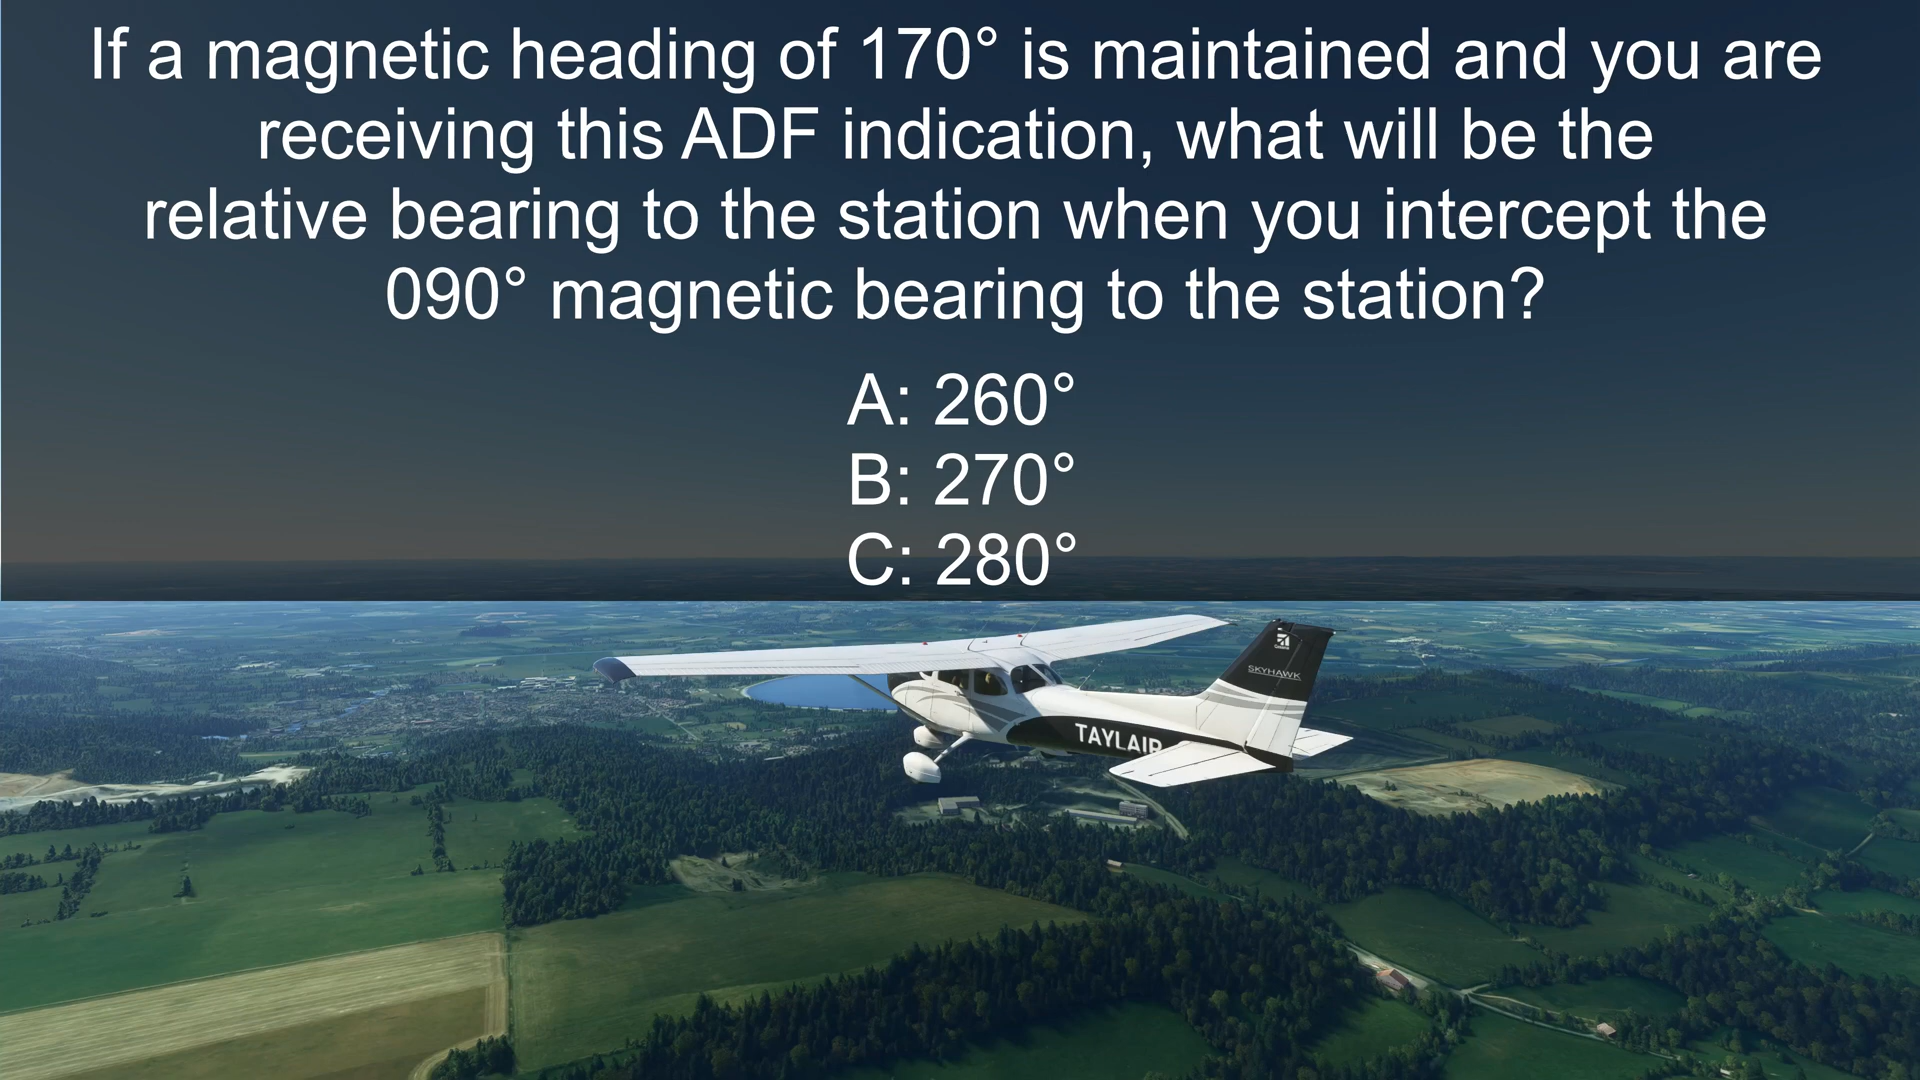 If a magnetic heading of 170° is maintained and you are
receiving this ADF indication, what will be the
relative bearing to the station when you intercept the
090° magnetic bearing to the station?
A: 260°
B: 270°
C: 280°
SKYHAWK
TAYLAIR